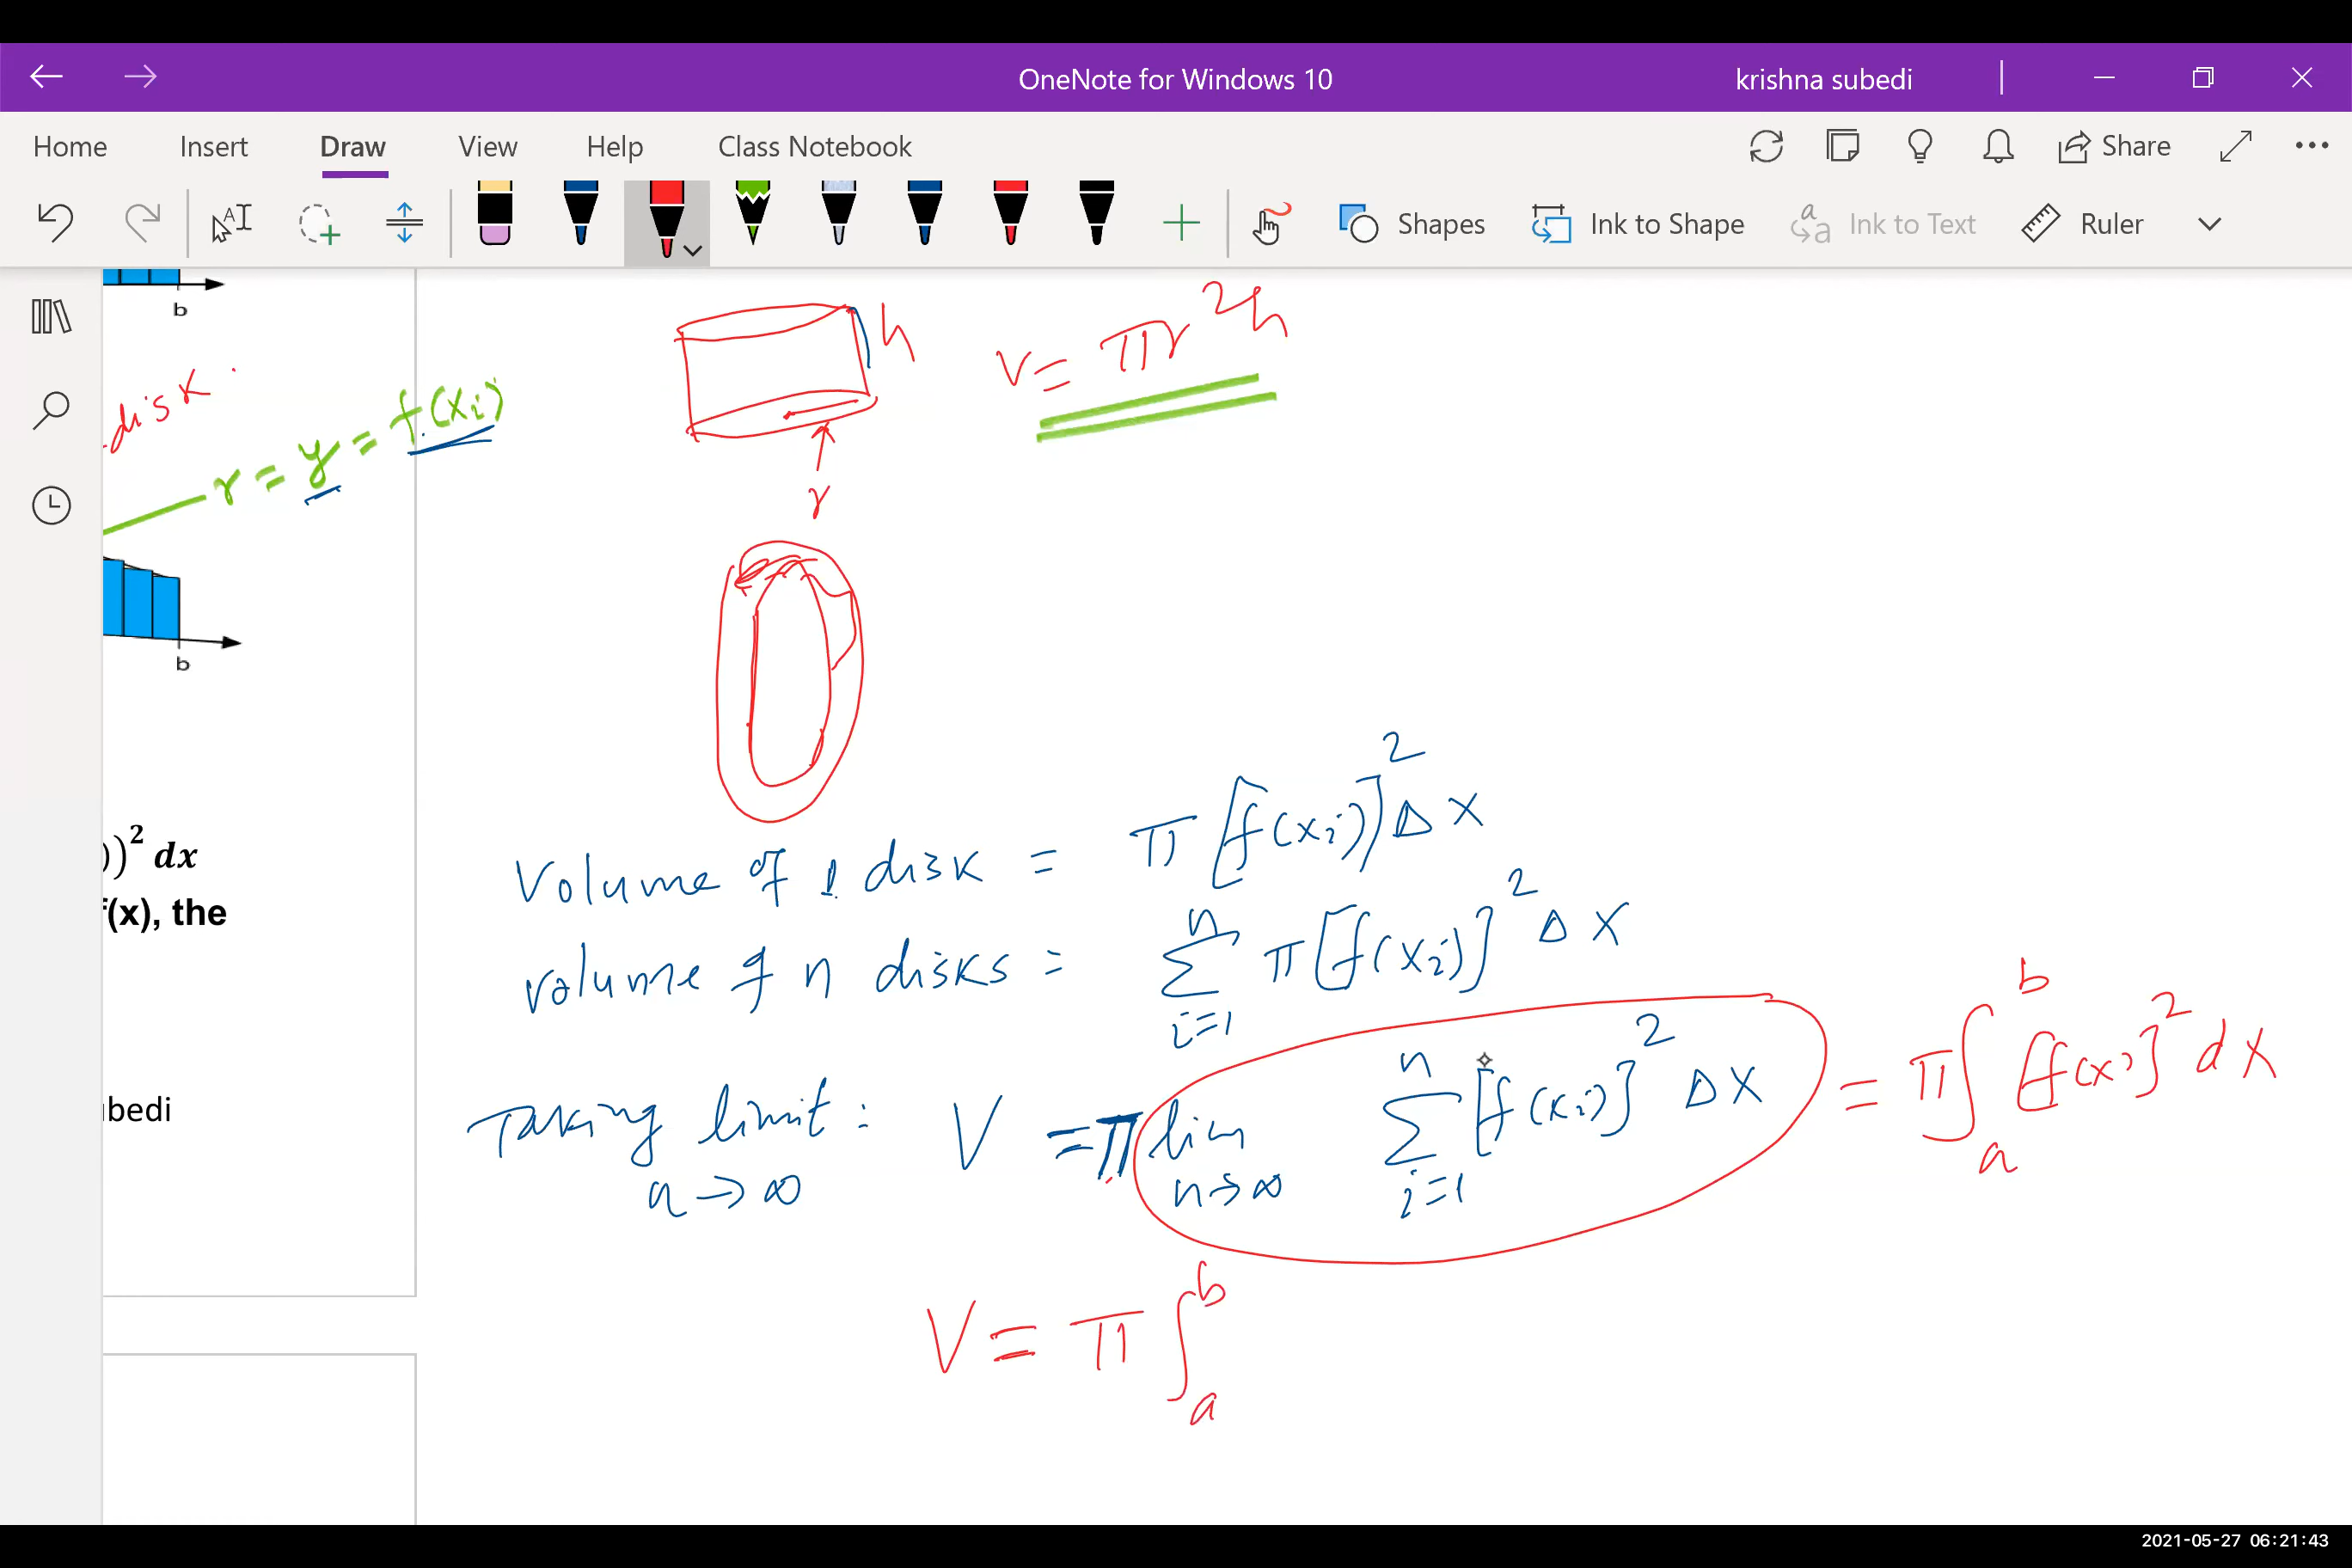 OneNote for Windows 10
krishna subedi
Home Insert Draw View Help Class Notebook Share
Shapes Ink to Shape Ink to Text Ruler
b
disk.
r = y = f(xi)
h
r
V = πr²h
b
))² dx
f(x), the
ubedi
Volume of 1 disk = π[f(xi)]² Δx
volume of n disks = Σ i=1 n π[f(xi)]² Δx
Taking limit: V = π lim n→∞ Σ i=1 n [f(xi)]² Δx = π ∫ a b [f(x)]² dx
n → ∞
V = π ∫ a b
2021-05-27 06:21:43